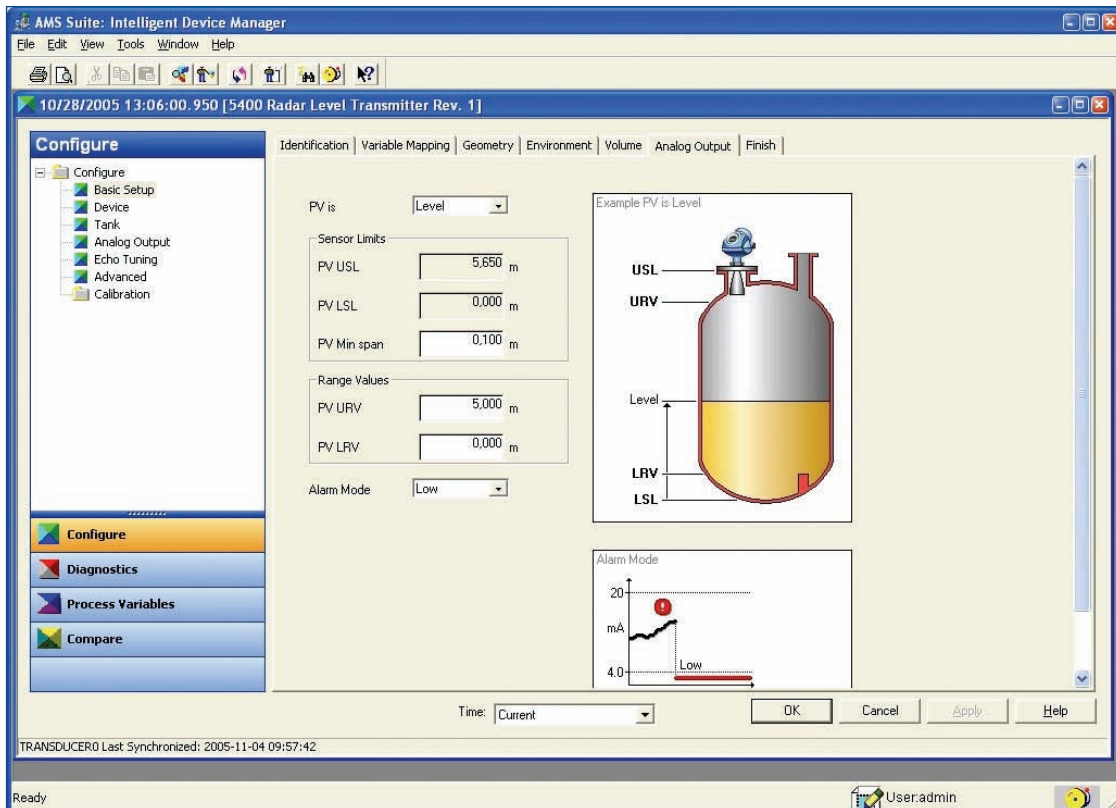 AMS Suite: Intelligent Device Manager
File Edit View Tools Window Help
10/28/2005 13:06:00.950 [5400 Radar Level Transmitter Rev. 1]
Configure
Configure
Basic Setup
Device
Tank
Analog Output
Echo Tuning
Advanced
Calibration
Configure
Diagnostics
Process Variables
Compare
Identification Variable Mapping Geometry Environment Volume Analog Output Finish
PV is Level
Sensor Limits
PV USL 5,650 m
PV LSL 0,000 m
PV Min span 0,100 m
Range Values
PV URV 5,000 m
PV LRV 0,000 m
Alarm Mode Low
Example PV is Level
USL
URV
Level
LRV
LSL
Alarm Mode
20
mA
Low
4.0
Time: Current
OK Cancel Apply Help
TRANSDUCER0 Last Synchronized: 2005-11-04 09:57:42
Ready
User:admin